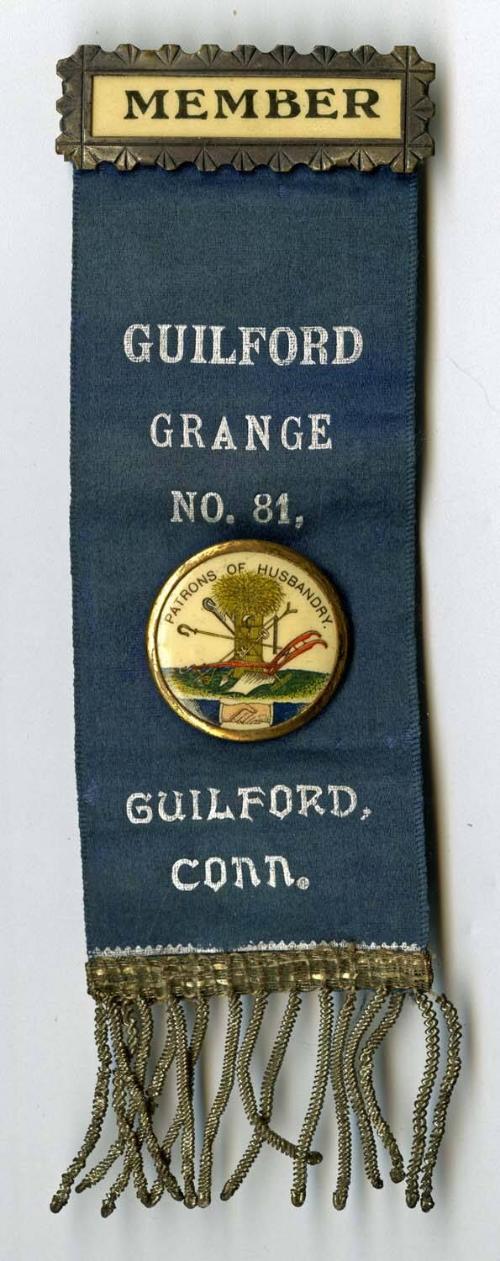 MEMBER
GUILFORD
GRANGE
NO. 81,
PATRONS OF HUSBANDRY.
GUILFORD,
Conn.